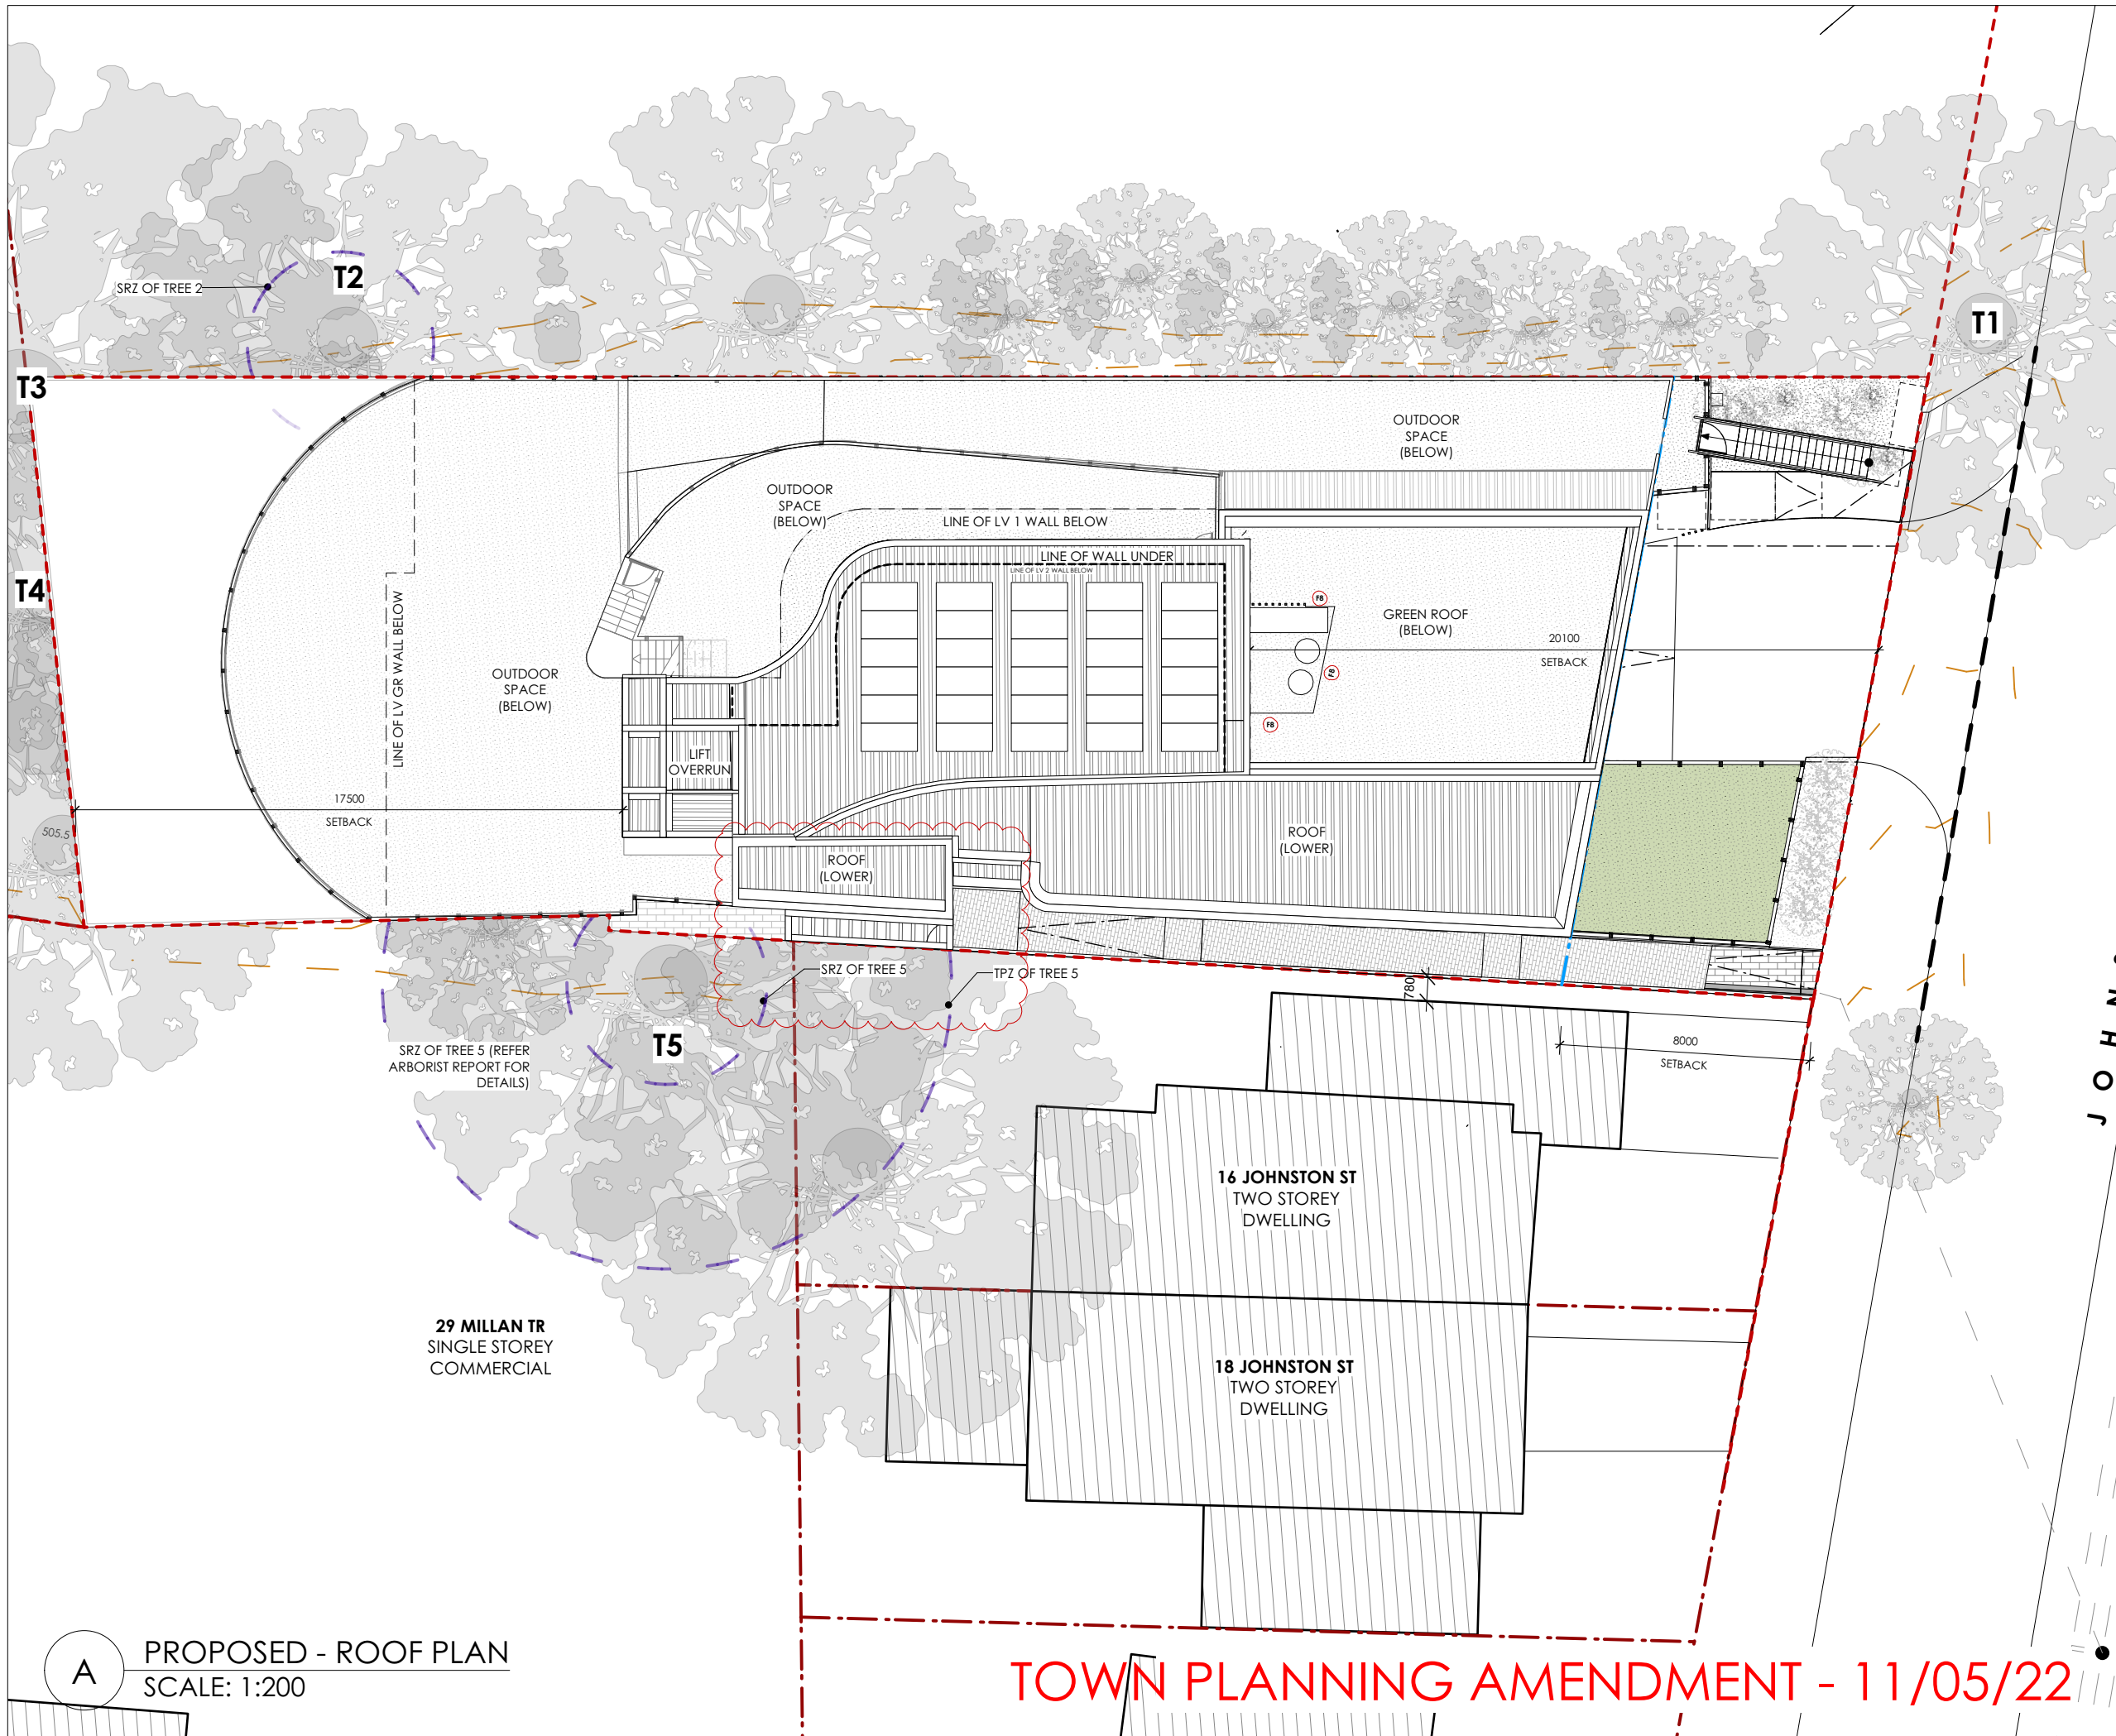 T2
SRZ OF TREE 2
T1
T3
OUTDOOR
SPACE
(BELOW)
OUTDOOR
SPACE
(BELOW)
LINE OF LV 1 WALL BELOW
LINE OF WALL UNDER
LINE OF LV 2 WALL BELOW
T4
FB
GREEN ROOF
(BELOW)
20100
SETBACK
LINE OF LV GR WALL BELOW
OUTDOOR
SPACE
(BELOW)
FB
FB
LIFT
OVERRUN
17500
SETBACK
505.5
ROOF
(LOWER)
ROOF
(LOWER)
SRZ OF TREE 5
TPZ OF TREE 5
780
T5
SRZ OF TREE 5 (REFER
ARBORIST REPORT FOR
DETAILS)
8000
SETBACK
J O H N
16 JOHNSTON ST
TWO STOREY
DWELLING
29 MILLAN TR
SINGLE STOREY
COMMERCIAL
18 JOHNSTON ST
TWO STOREY
DWELLING
A
PROPOSED - ROOF PLAN
SCALE: 1:200
TOWN PLANNING AMENDMENT - 11/05/22